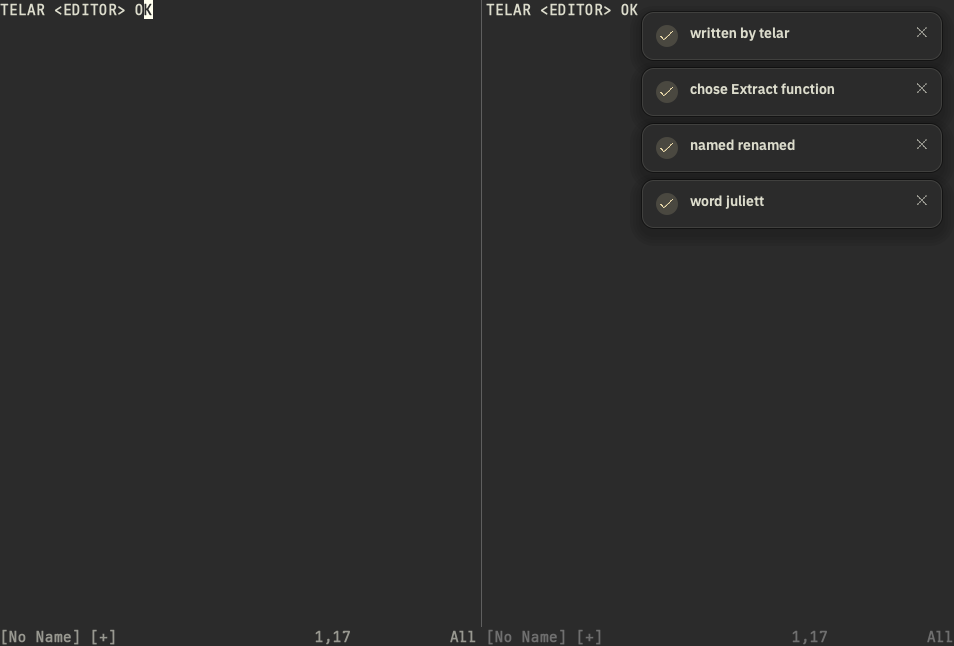 TELAR <EDITOR> OK
TELAR <EDITOR> OK
written by telar
chose Extract function
named renamed
word juliett
[No Name] [+] 1,17 All
[No Name] [+] 1,17 All